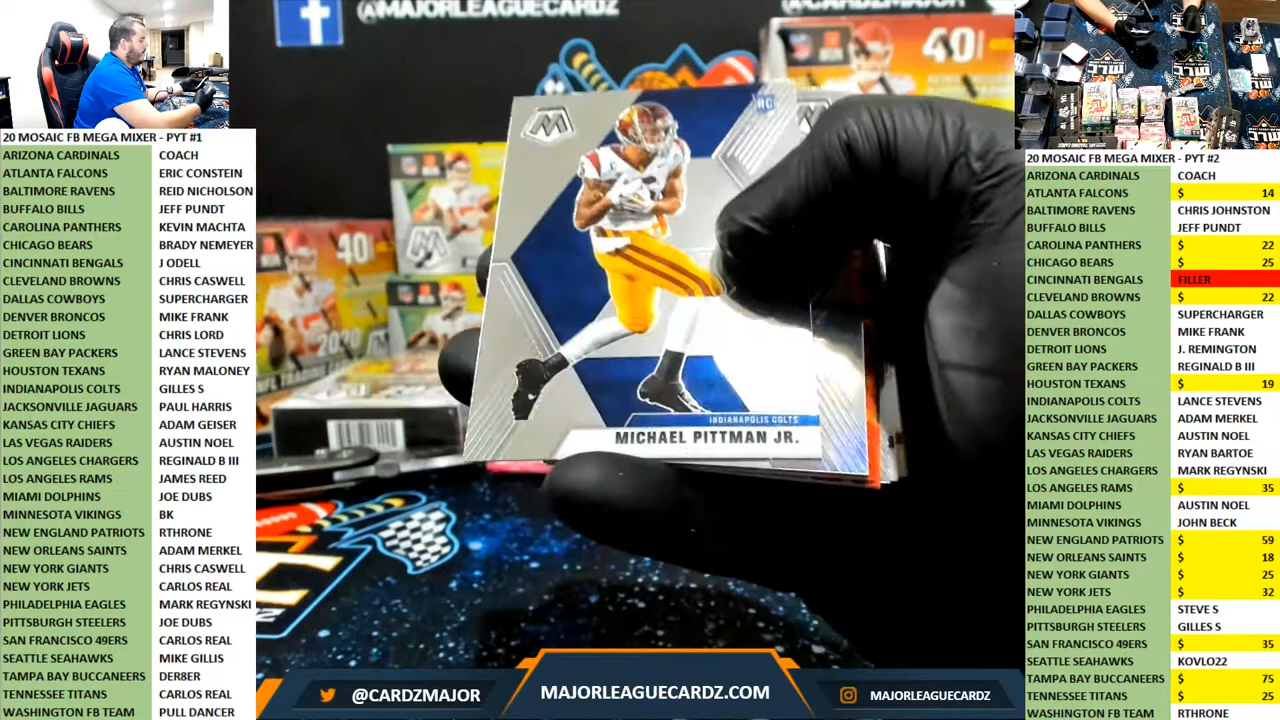 @MAJORLEAGUECARDZ
@CARDZMAJOR
20 MOSAIC FB MEGA MIXER - PYT #1
ARIZONA CARDINALS COACH
ATLANTA FALCONS ERIC CONSTEIN
BALTIMORE RAVENS REID NICHOLSON
BUFFALO BILLS JEFF PUNDT
CAROLINA PANTHERS KEVIN MACHTA
CHICAGO BEARS BRADY NEMEYER
CINCINNATI BENGALS J ODELL
CLEVELAND BROWNS CHRIS CASWELL
DALLAS COWBOYS SUPERCHARGER
DENVER BRONCOS MIKE FRANK
DETROIT LIONS CHRIS LORD
GREEN BAY PACKERS LANCE STEVENS
HOUSTON TEXANS RYAN MALONEY
INDIANAPOLIS COLTS GILLES S
JACKSONVILLE JAGUARS PAUL HARRIS
KANSAS CITY CHIEFS ADAM GEISER
LAS VEGAS RAIDERS AUSTIN NOEL
LOS ANGELES CHARGERS REGINALD B III
LOS ANGELES RAMS JAMES REED
MIAMI DOLPHINS JOE DUBS
MINNESOTA VIKINGS BK
NEW ENGLAND PATRIOTS RTHRONE
NEW ORLEANS SAINTS ADAM MERKEL
NEW YORK GIANTS CHRIS CASWELL
NEW YORK JETS CARLOS REAL
PHILADELPHIA EAGLES MARK REGYNSKI
PITTSBURGH STEELERS JOE DUBS
SAN FRANCISCO 49ERS CARLOS REAL
SEATTLE SEAHAWKS MIKE GILLIS
TAMPA BAY BUCCANEERS DER8ER
TENNESSEE TITANS CARLOS REAL
WASHINGTON FB TEAM PULL DANCER
40
40
2020
RC
INDIANAPOLIS COLTS
MICHAEL PITTMAN JR.
@CARDZMAJOR
MAJORLEAGUECARDZ.COM
MAJORLEAGUECARDZ
20 MOSAIC FB MEGA MIXER - PYT #2
ARIZONA CARDINALS COACH
ATLANTA FALCONS $ 14
BALTIMORE RAVENS CHRIS JOHNSTON
BUFFALO BILLS JEFF PUNDT
CAROLINA PANTHERS $ 22
CHICAGO BEARS $ 25
CINCINNATI BENGALS FILLER
CLEVELAND BROWNS $ 22
DALLAS COWBOYS SUPERCHARGER
DENVER BRONCOS MIKE FRANK
DETROIT LIONS J. REMINGTON
GREEN BAY PACKERS REGINALD B III
HOUSTON TEXANS $ 19
INDIANAPOLIS COLTS LANCE STEVENS
JACKSONVILLE JAGUARS ADAM MERKEL
KANSAS CITY CHIEFS AUSTIN NOEL
LAS VEGAS RAIDERS RYAN BARTOE
LOS ANGELES CHARGERS MARK REGYNSKI
LOS ANGELES RAMS $ 35
MIAMI DOLPHINS AUSTIN NOEL
MINNESOTA VIKINGS JOHN BECK
NEW ENGLAND PATRIOTS $ 59
NEW ORLEANS SAINTS $ 18
NEW YORK GIANTS $ 25
NEW YORK JETS $ 32
PHILADELPHIA EAGLES STEVE S
PITTSBURGH STEELERS GILLES S
SAN FRANCISCO 49ERS $ 35
SEATTLE SEAHAWKS KOVLO22
TAMPA BAY BUCCANEERS $ 75
TENNESSEE TITANS $ 25
WASHINGTON FB TEAM RTHRONE